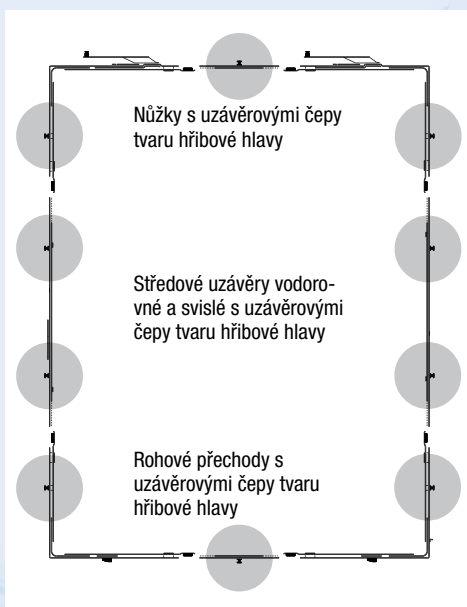 Nůžky s uzávěrovými čepy
tvaru hřibové hlavy
Středové uzávěry vodoro-
vné a svislé s uzávěrovými
čepy tvaru hřibové hlavy
Rohové přechody s
uzávěrovými čepy tvaru
hřibové hlavy